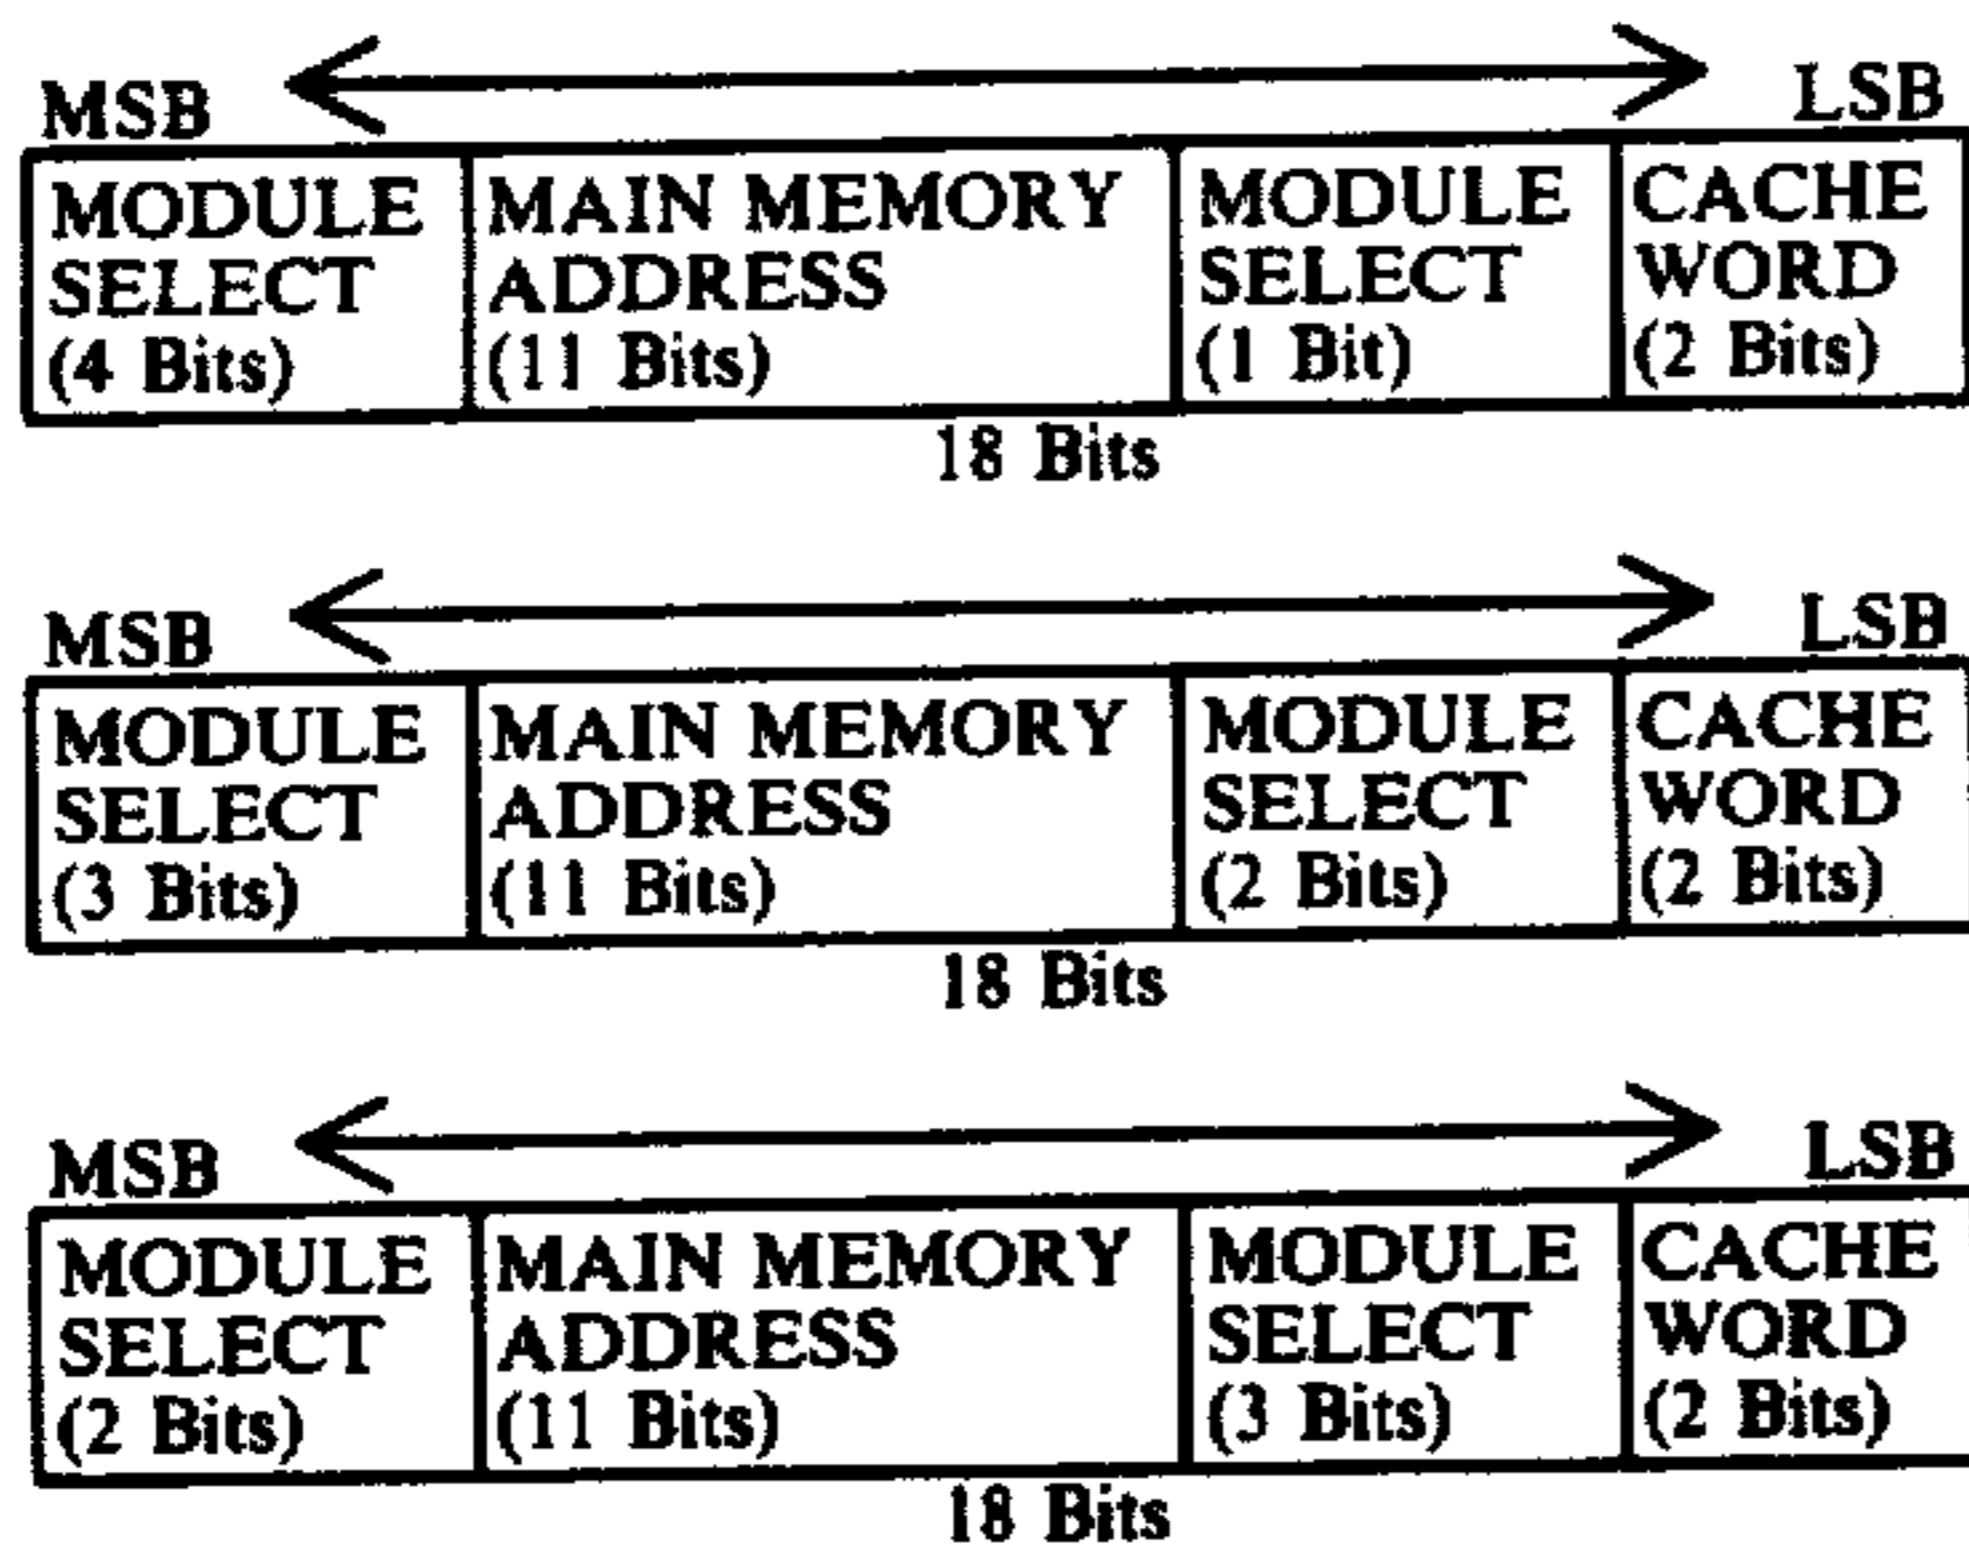 MSB LSB
MODULE SELECT (4 Bits) MAIN MEMORY ADDRESS (11 Bits) MODULE SELECT (1 Bit) CACHE WORD (2 Bits)
18 Bits
MSB LSB
MODULE SELECT (3 Bits) MAIN MEMORY ADDRESS (11 Bits) MODULE SELECT (2 Bits) CACHE WORD (2 Bits)
18 Bits
MSB LSB
MODULE SELECT (2 Bits) MAIN MEMORY ADDRESS (11 Bits) MODULE SELECT (3 Bits) CACHE WORD (2 Bits)
18 Bits